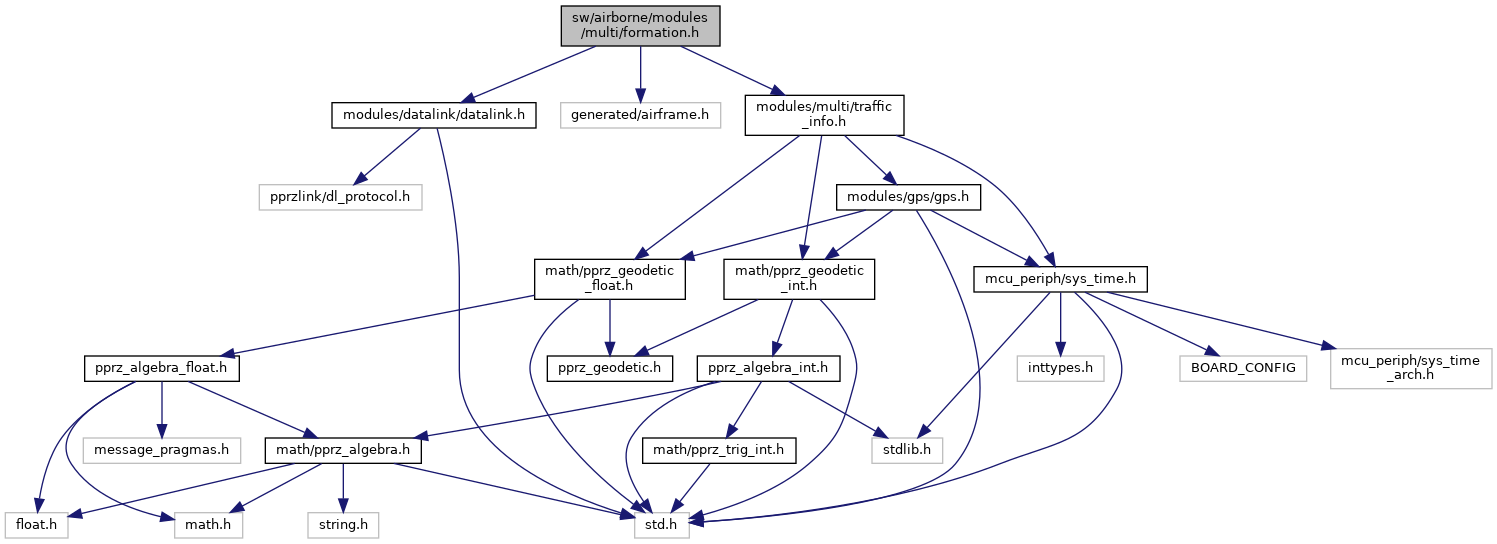 sw/airborne/modules
/multi/formation.h
modules/datalink/datalink.h
generated/airframe.h
modules/multi/traffic
_info.h
pprzlink/dl_protocol.h
modules/gps/gps.h
math/pprz_geodetic
_float.h
math/pprz_geodetic
_int.h
mcu_periph/sys_time.h
pprz_algebra_float.h
pprz_geodetic.h
pprz_algebra_int.h
inttypes.h
BOARD_CONFIG
mcu_periph/sys_time
_arch.h
message_pragmas.h
math/pprz_algebra.h
math/pprz_trig_int.h
stdlib.h
float.h
math.h
string.h
std.h